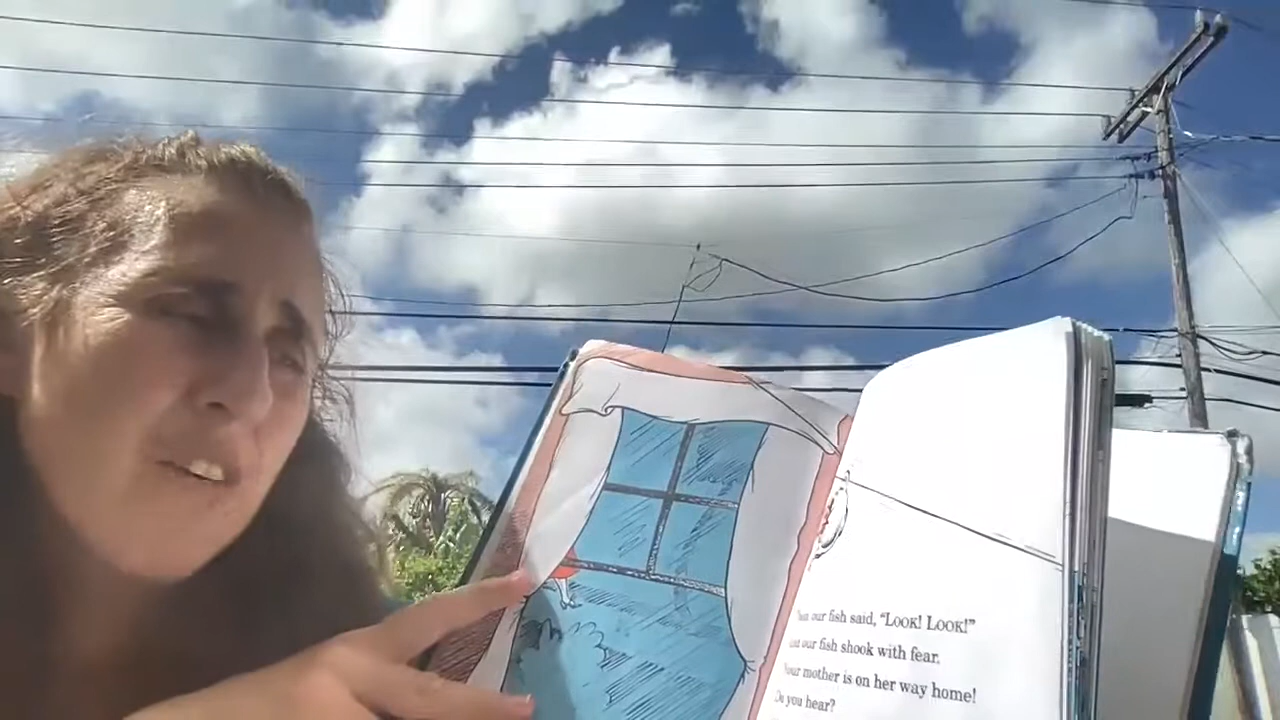 our fish said, "LOOK! LOOK!"
our fish shook with fear,
your mother is on her way home!
Do you hear?